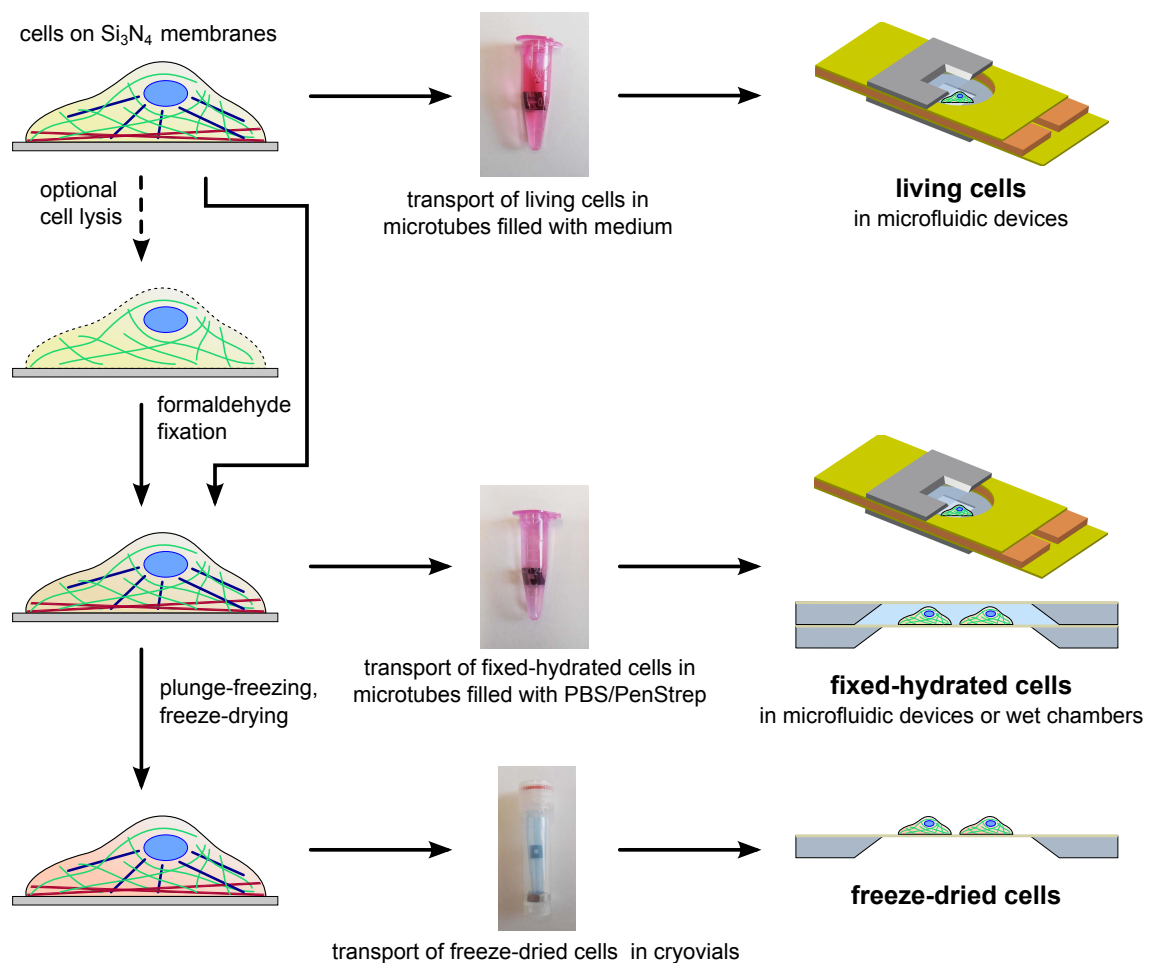 cells on Si₃N₄ membranes
optional
cell lysis
transport of living cells in
microtubes filled with medium
living cells
in microfluidic devices
formaldehyde
fixation
transport of fixed-hydrated cells in
microtubes filled with PBS/PenStrep
fixed-hydrated cells
in microfluidic devices or wet chambers
plunge-freezing,
freeze-drying
transport of freeze-dried cells in cryovials
freeze-dried cells